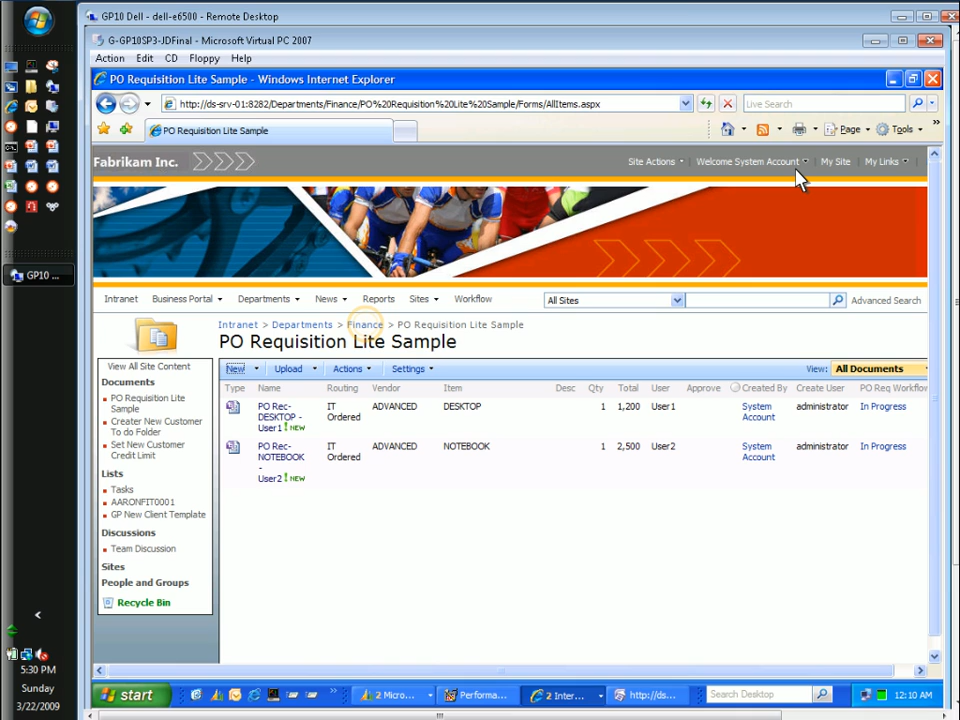 GP10 Dell - dell-e6500 - Remote Desktop
G-GP10SP3-JDFinal - Microsoft Virtual PC 2007
Action Edit CD Floppy Help
PO Requisition Lite Sample - Windows Internet Explorer
http://ds-srv-01:8282/Departments/Finance/PO%20Requisition%20Lite%20Sample/Forms/AllItems.aspx
Live Search
PO Requisition Lite Sample
Page Tools
Fabrikam Inc.
Site Actions Welcome System Account My Site My Links
Intranet Business Portal Departments News Reports Sites Workflow
All Sites
Advanced Search
Intranet > Departments > Finance > PO Requisition Lite Sample
PO Requisition Lite Sample
View All Site Content
Documents
PO Requisition Lite
Sample
Creater New Customer
To do Folder
Set New Customer
Credit Limit
Lists
Tasks
AARONFIT0001
GP New Client Template
Discussions
Team Discussion
Sites
People and Groups
Recycle Bin
New Upload Actions Settings View: All Documents
Type Name Routing Vendor Item Desc Qty Total User Approve Created By Create User PO Req Workflow
PO Rec- IT ADVANCED DESKTOP 1 1,200 User1 System administrator In Progress
DESKTOP - Ordered Account
User1 ! NEW
PO Rec- IT ADVANCED NOTEBOOK 1 2,500 User2 System administrator In Progress
NOTEBOOK Ordered Account
-
User2 ! NEW
GP10 ...
5:30 PM
Sunday
3/22/2009
start
2 Micro...
Performa...
2 Inter...
http://ds...
Search Desktop
12:10 AM